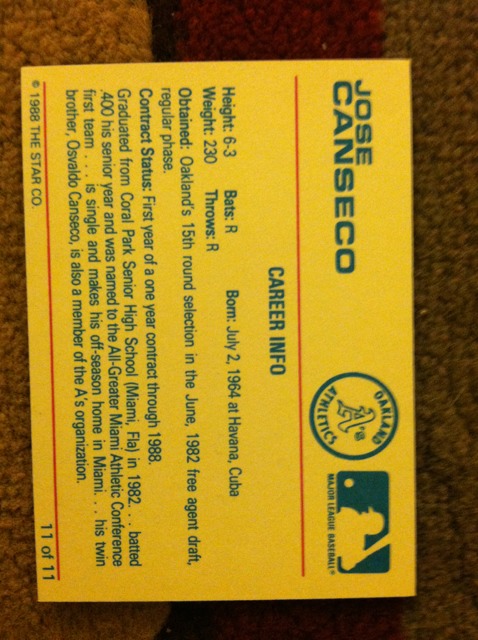 JOSE
CANSECO
OAKLAND
A's
ATHLETICS
MAJOR LEAGUE BASEBALL®
CAREER INFO
Height: 6-3 Bats: R Born: July 2, 1964 at Havana, Cuba
Weight: 230 Throws: R
Obtained: Oakland's 15th round selection in the June, 1982 free agent draft,
regular phase.
Contract Status: First year of a one year contract through 1988.
Graduated from Coral Park Senior High School (Miami, Fla) in 1982. . . batted
.400 his senior year and was named to the All-Greater Miami Athletic Conference
first team . . . is single and makes his off-season home in Miami. . . his twin
brother, Osvaldo Canseco, is also a member of the A's organization.
© 1988 THE STAR CO. 11 of 11